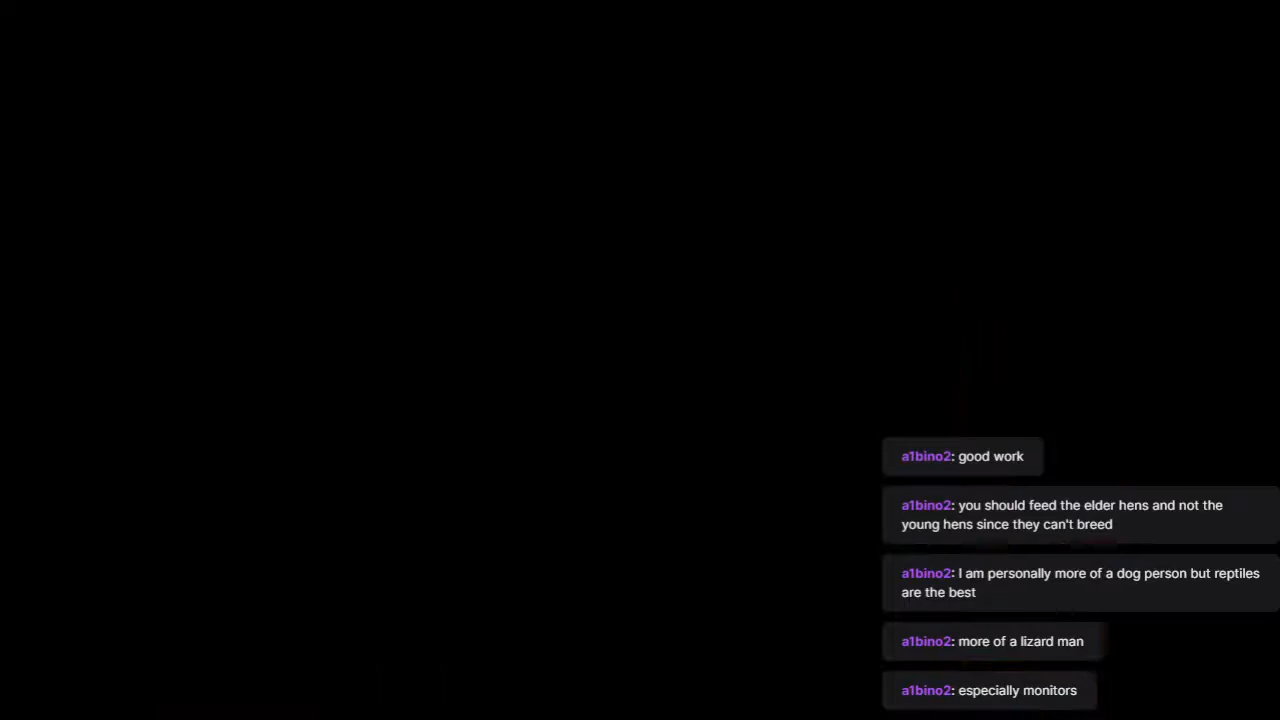 a1bino2: good work
a1bino2: you should feed the elder hens and not the
young hens since they can't breed
a1bino2: I am personally more of a dog person but reptiles
are the best
a1bino2: more of a lizard man
a1bino2: especially monitors